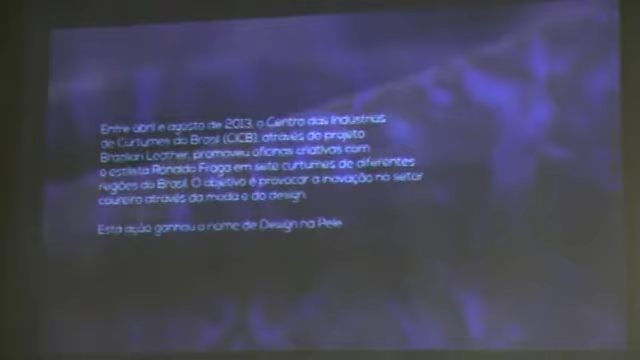 Entre abril e agosto de 2013, o Centro das Indústrias
de Curtumes do Brasil (CICB), através do projeto
Brazilian Leather, promoveu oficinas criativas com
o estilista Ronaldo Fraga em sete curtumes de diferentes
regiões do Brasil. O objetivo é provocar a inovação no setor
coureiro através da moda e do design.
Esta ação ganhou o nome de Design na Pele.